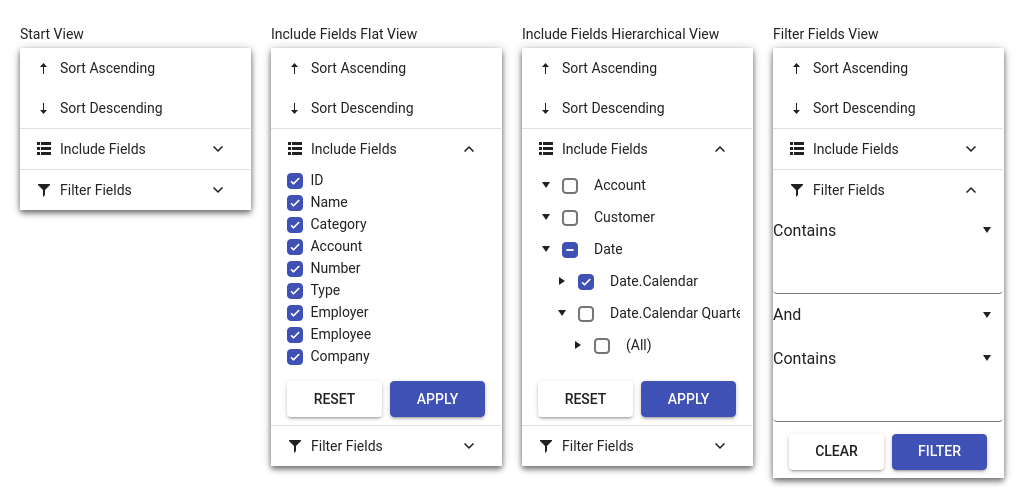 Start View
Sort Ascending
Sort Descending
Include Fields
Filter Fields
Include Fields Flat View
Sort Ascending
Sort Descending
Include Fields
ID
Name
Category
Account
Number
Type
Employer
Employee
Company
RESET APPLY
Filter Fields
Include Fields Hierarchical View
Sort Ascending
Sort Descending
Include Fields
Account
Customer
Date
Date.Calendar
Date.Calendar Quarte
(All)
RESET APPLY
Filter Fields
Filter Fields View
Sort Ascending
Sort Descending
Include Fields
Filter Fields
Contains
And
Contains
CLEAR FILTER